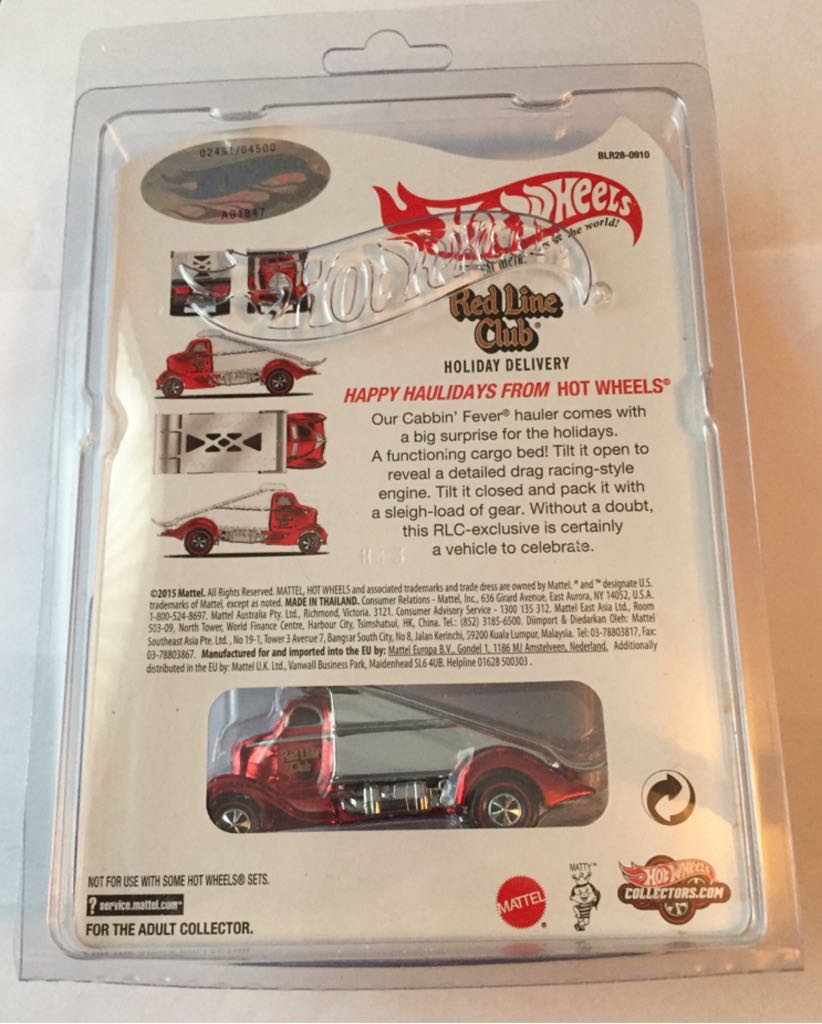 02491/04500
A91847
BLR28-0910
Hot Wheels
the world!
st metal.
Hot Wheels
Red Line
Club®
HOLIDAY DELIVERY
HAPPY HAULIDAYS FROM HOT WHEELS®
Our Cabbin' Fever® hauler comes with
a big surprise for the holidays.
A functioning cargo bed! Tilt it open to
reveal a detailed drag racing-style
engine. Tilt it closed and pack it with
a sleigh-load of gear. Without a doubt,
this RLC-exclusive is certainly
a vehicle to celebrate.
©2015 Mattel. All Rights Reserved. MATTEL, HOT WHEELS and associated trademarks and trade dress are owned by Mattel. ® and ™ designate U.S.
trademarks of Mattel, except as noted. MADE IN THAILAND. Consumer Relations - Mattel, Inc., 636 Girard Avenue, East Aurora, NY 14052, U.S.A.
1-800-524-8697. Mattel Australia Pty. Ltd., Richmond, Victoria. 3121. Consumer Advisory Service - 1300 135 312. Mattel East Asia Ltd., Room
503-09, North Tower, World Finance Centre, Harbour City, Tsimshatsui, HK, China. Tel.: (852) 3185-6500. Diimport & Diedarkan Oleh: Mattel
Southeast Asia Pte. Ltd., No 19-1, Tower 3 Avenue 7, Bangsar South City, No 8, Jalan Kerinchi, 59200 Kuala Lumpur, Malaysia. Tel: 03-78803817, Fax:
03-78803867. Manufactured for and imported into the EU by: Mattel Europa B.V., Gondel 1, 1186 MJ Amstelveen, Nederland. Additionally
distributed in the EU by: Mattel U.K. Ltd., Vanwall Business Park, Maidenhead SL6 4UB. Helpline 01628 500303.
Red Line
Club
NOT FOR USE WITH SOME HOT WHEELS® SETS.
? service.mattel.com™
FOR THE ADULT COLLECTOR.
MATTEL®
MATTY™
HOT WHEELS
COLLECTORS.COM